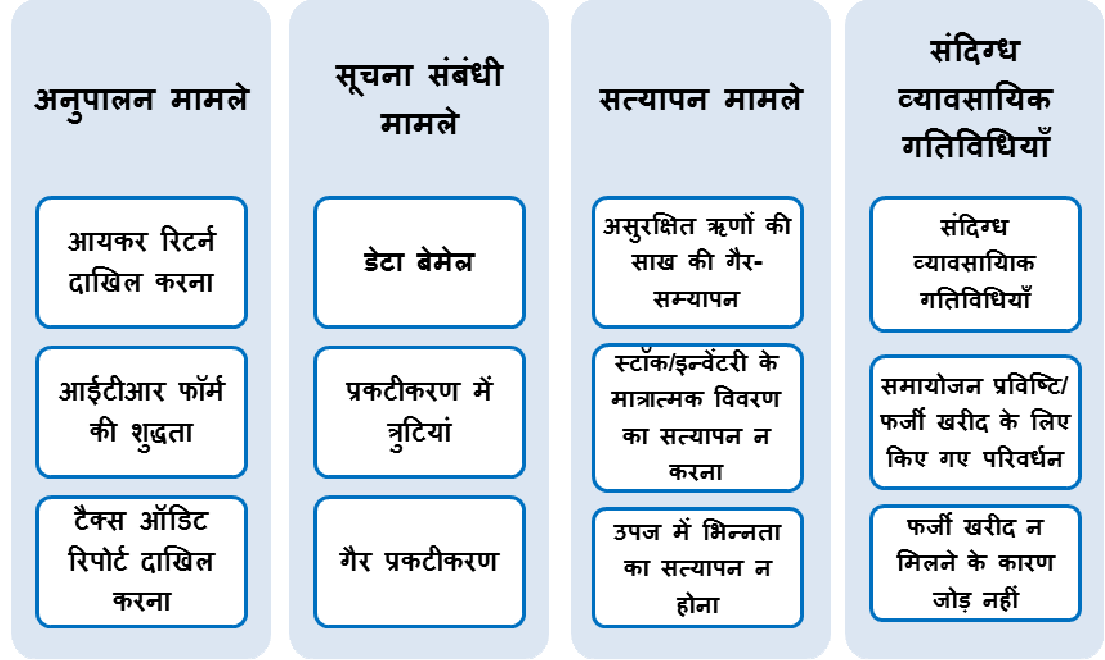 अनुपालन मामले
आयकर रिटर्न
दाखिल करना
आईटीआर फॉर्म
की शुद्धता
टैक्स ऑडिट
रिपोर्ट दाखिल
करना
सूचना संबंधी
मामले
डेटा बेमेल
प्रकटीकरण में
त्रुटियां
गैर प्रकटीकरण
सत्यापन मामले
असुरक्षित ऋणों की
साख की गैर-
सम्यापन
स्टॉक/इन्वेंटरी के
मात्रात्मक विवरण
का सत्यापन न
करना
उपज में भिन्नता
का सत्यापन न
होना
संदिग्ध
व्यावसायिक
गतिविधियाँ
संदिग्ध
व्यावसायािक
गतिविधियाँ
समायोजन प्रविष्टि/
फर्जी खरीद के लिए
किए गए परिवर्धन
फर्जी खरीद न
मिलने के कारण
जोड़ नहीं